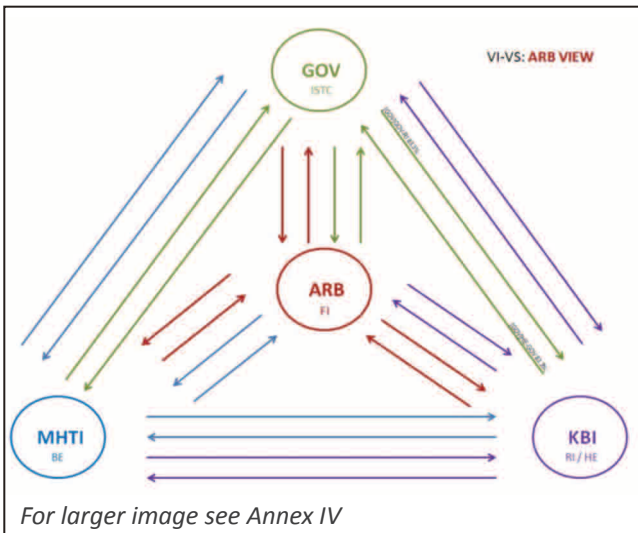 GOV
ISTC
VI-VS: ARB VIEW
ARB
FI
MHTI
BE
KBI
RI / HE
For larger image see Annex IV